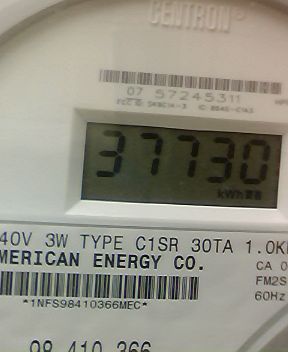 CENTRON®
07 57245311
37730
kWh
40V 3W TYPE C1SR 30TA 1.0K
MERICAN ENERGY CO.
CA 0
FM2S
60Hz
*1NFS98410366MEC*
98 410 366